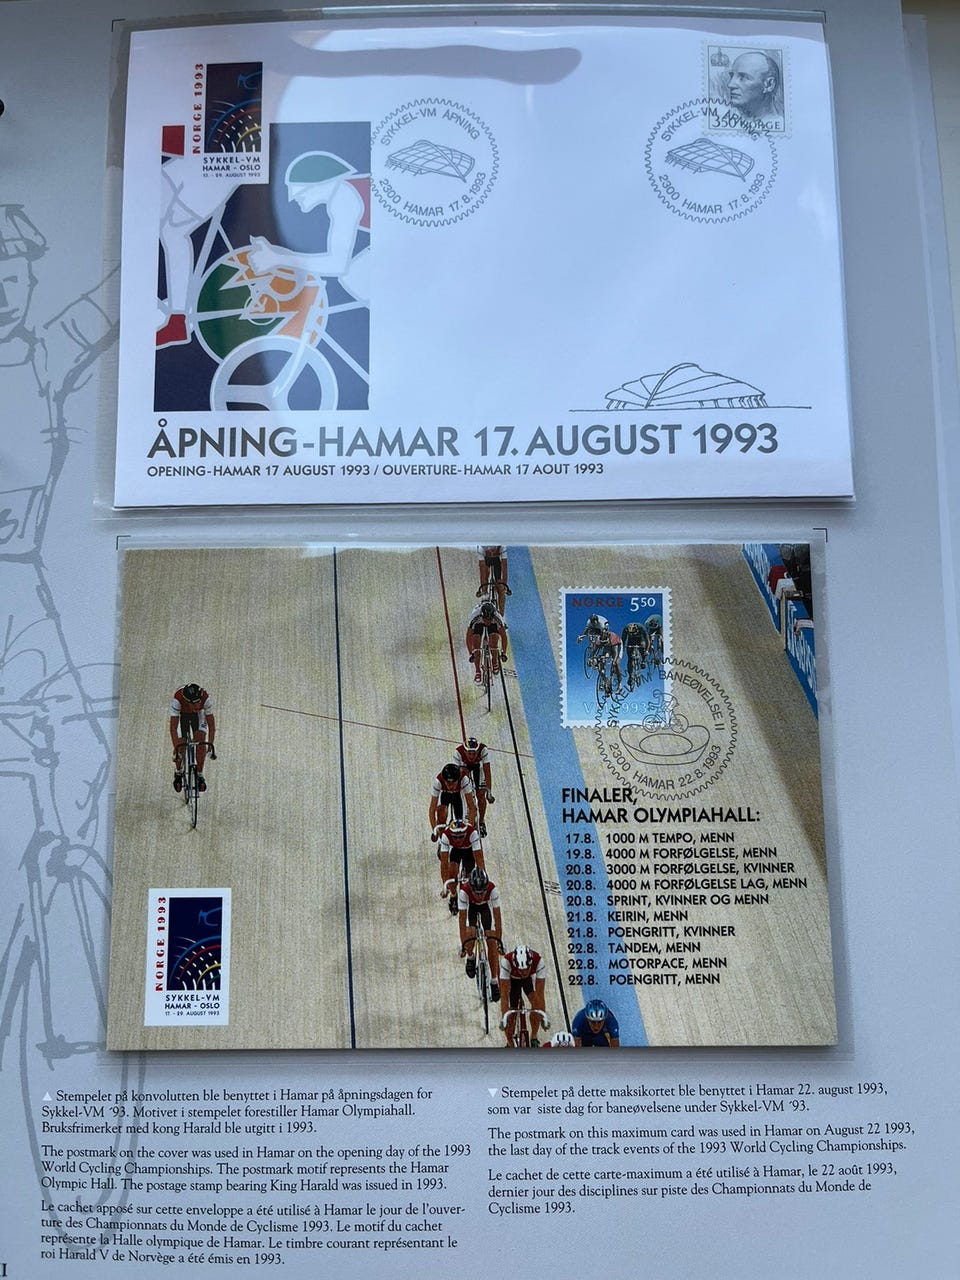 NORGE 1993
SYKKEL-VM
HAMAR - OSLO
17. - 29. AUGUST 1993
SYKKEL-VM ÅPNING
2300 HAMAR 17.8.1993
350 NORGE
SYKKEL-VM ÅPNING
2300 HAMAR 17.8.1993
ÅPNING-HAMAR 17. AUGUST 1993
OPENING-HAMAR 17 AUGUST 1993 / OUVERTURE-HAMAR 17 AOUT 1993
NORGE 550
VM 1993
SYKKEL-VM BANEØVELSE II
2300 HAMAR 22.8.1993
FINALER,
HAMAR OLYMPIAHALL:
17.8. 1000 M TEMPO, MENN
19.8. 4000 M FORFØLGELSE, MENN
20.8. 3000 M FORFØLGELSE, KVINNER
20.8. 4000 M FORFØLGELSE LAG, MENN
20.8. SPRINT, KVINNER OG MENN
21.8. KEIRIN, MENN
21.8. POENGRITT, KVINNER
22.8. TANDEM, MENN
22.8. MOTORPACE, MENN
22.8. POENGRITT, MENN
NORGE 1993
SYKKEL-VM
HAMAR - OSLO
17. - 29. AUGUST 1993
▲ Stempelet på konvolutten ble benyttet i Hamar på åpningsdagen for
Sykkel-VM ´93. Motivet i stempelet forestiller Hamar Olympiahall.
Bruksfrimerket med kong Harald ble utgitt i 1993.
The postmark on the cover was used in Hamar on the opening day of the 1993
World Cycling Championships. The postmark motif represents the Hamar
Olympic Hall. The postage stamp bearing King Harald was issued in 1993.
Le cachet apposé sur cette enveloppe a été utilisé à Hamar le jour de l'ouver-
ture des Championnats du Monde de Cyclisme 1993. Le motif du cachet
représente la Halle olympique de Hamar. Le timbre courant représentant le
roi Harald V de Norvège a été émis en 1993.
▼ Stempelet på dette maksikortet ble benyttet i Hamar 22. august 1993,
som var siste dag for baneøvelsene under Sykkel-VM ´93.
The postmark on this maximum card was used in Hamar on August 22 1993,
the last day of the track events of the 1993 World Cycling Championships.
Le cachet de cette carte-maximum a été utilisé à Hamar, le 22 août 1993,
dernier jour des disciplines sur piste des Championnats du Monde de
Cyclisme 1993.